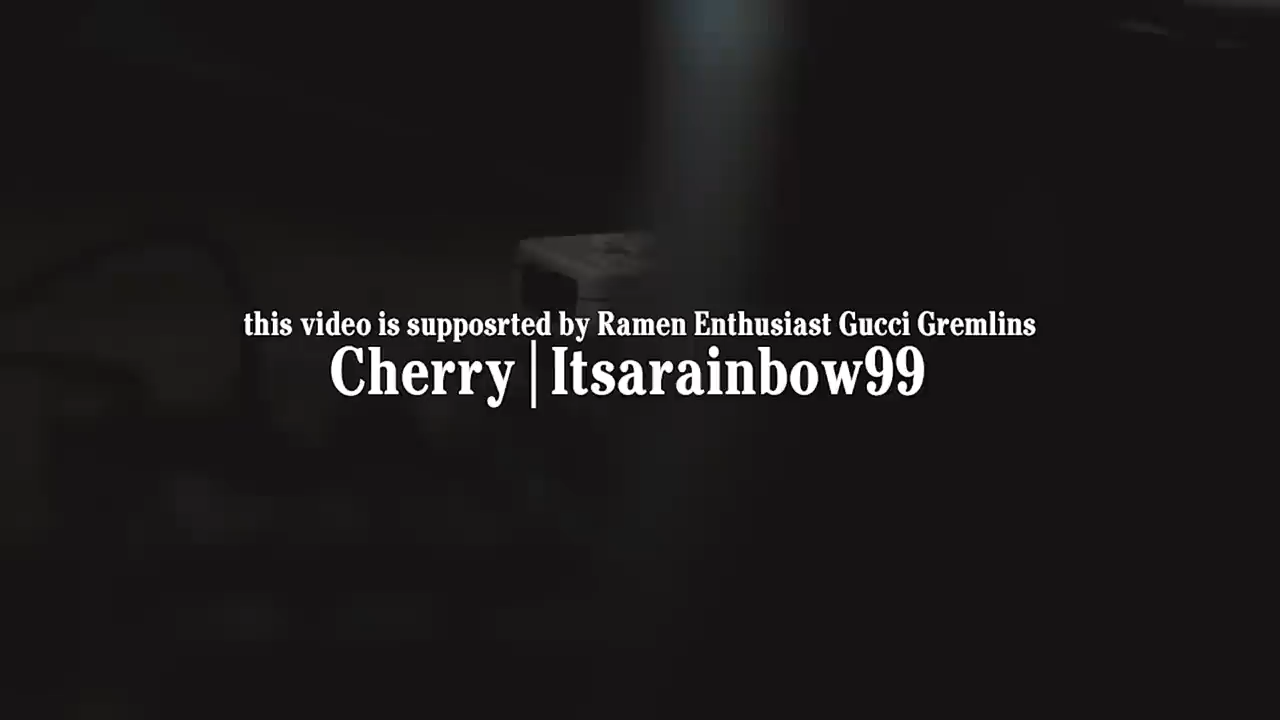 this video is supposrted by Ramen Enthusiast Gucci Gremlins
Cherry | Itsarainbow99